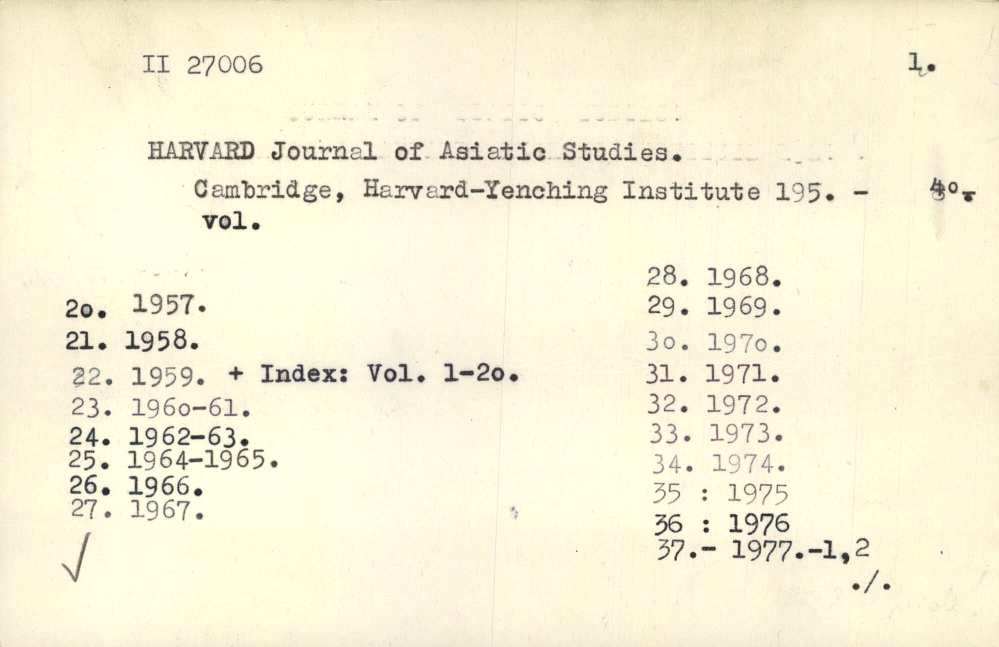 II 27006 1.
HARVARD Journal of Asiatic Studies.
Cambridge, Harvard-Yenching Institute 195. - 4o.-
vol.
2o. 1957.
21. 1958.
22. 1959. + Index: Vol. 1-2o.
23. 196o-61.
24. 1962-63.
25. 1964-1965.
26. 1966.
27. 1967.
28. 1968.
29. 1969.
3o. 197o.
31. 1971.
32. 1972.
33. 1973.
34. 1974.
35 : 1975
36 : 1976
37.- 1977.-1,2
./.